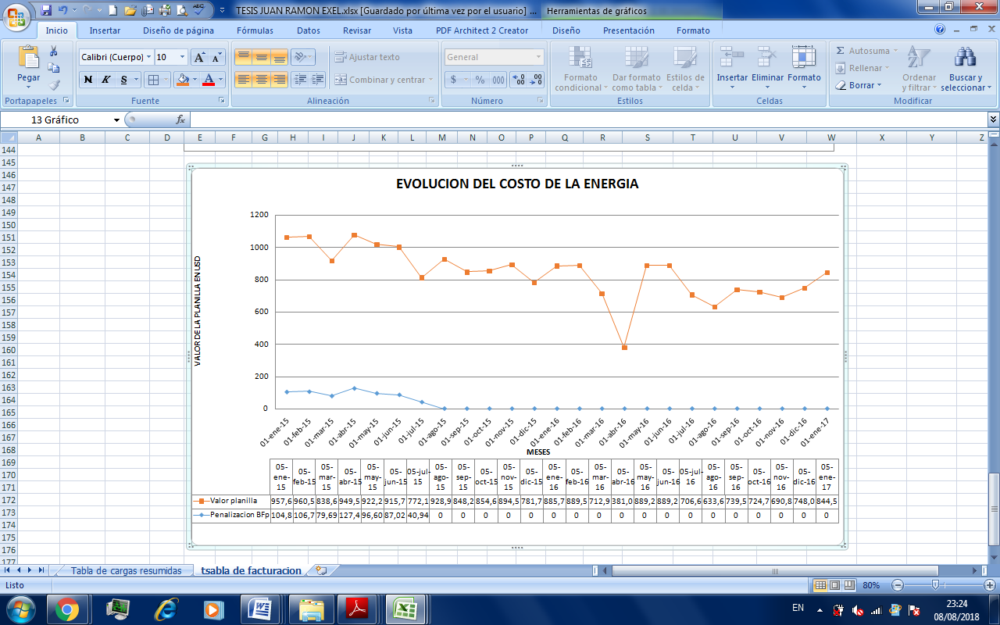 TESIS JUAN RAMON EXEL.xlsx [Guardado por última vez por el usuario] ... Herramientas de gráficos
Inicio Insertar Diseño de página Fórmulas Datos Revisar Vista PDF Architect 2 Creator Diseño Presentación Formato
Pegar
Portapapeles
Calibri (Cuerpo) 10
N K S
Fuente
Ajustar texto
Combinar y centrar
Alineación
General
$ % 000
Número
Formato condicional
Dar formato como tabla
Estilos de celda
Estilos
Insertar Eliminar Formato
Celdas
Autosuma
Rellenar
Borrar
Ordenar y filtrar
Buscar y seleccionar
Modificar
13 Gráfico fx
A B C D E F G H I J K L M N O P Q R S T U V W X Y Z
144
145
146
147
148
149
150
151
152
153
154
155
156
157
158
159
160
161
162
163
164
165
166
167
168
169
170
171
172
173
174
175
176
177
EVOLUCION DEL COSTO DE LA ENERGIA
VALOR DE LA PLANILLA EN USD
1200
1000
800
600
400
200
0
01-ene-15 01-feb-15 01-mar-15 01-abr-15 01-may-15 01-jun-15 01-jul-15 01-ago-15 01-sep-15 01-oct-15 01-nov-15 01-dic-15 01-ene-16 01-feb-16 01-mar-16 01-abr-16 01-may-16 01-jun-16 01-jul-16 01-ago-16 01-sep-16 01-oct-16 01-nov-16 01-dic-16 01-ene-17
MESES
05-ene-15 05-feb-15 05-mar-15 05-abr-15 05-may-15 05-jun-15 05-jul-15 05-ago-15 05-sep-15 05-oct-15 05-nov-15 05-dic-15 05-ene-16 05-feb-16 05-mar-16 05-abr-16 05-may-16 05-jun-16 05-jul-16 05-ago-16 05-sep-16 05-oct-16 05-nov-16 05-dic-16 05-ene-17
Valor planilla 957,6 960,5 838,6 949,5 922,2 915,7 772,1 928,9 848,2 854,6 894,5 781,7 885,7 889,5 712,9 381,0 889,2 889,2 706,6 633,6 739,5 724,7 690,8 748,0 844,5
Penalizacion BFp 104,8 106,7 79,69 127,4 96,60 87,02 40,94 0 0 0 0 0 0 0 0 0 0 0 0 0 0 0 0 0 0
Tabla de cargas resumidas tsabla de facturacion
Listo 80%
EN 23:24
08/08/2018